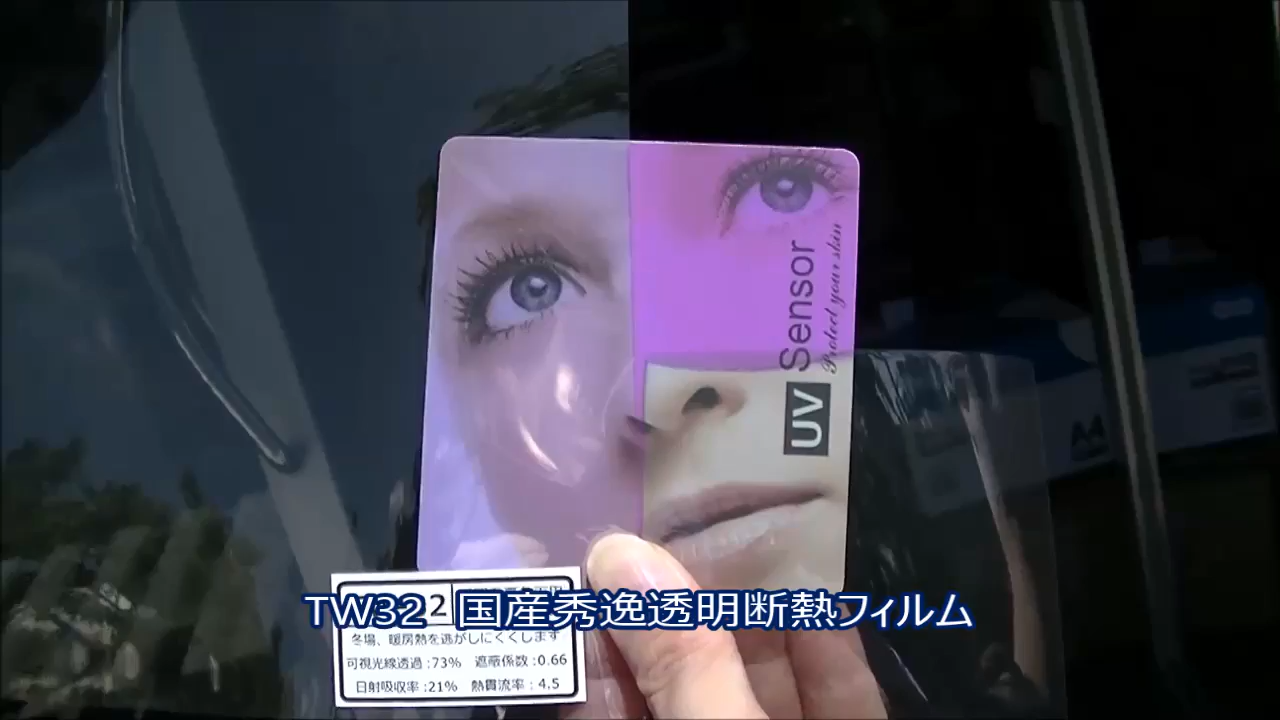 UV Sensor
Protect your skin
A4
TW32 国産秀逸透明断熱フィルム
冬場、暖房熱を逃がしにくくします
可視光線透過:73% 遮蔽係数:0.66
日射吸収率:21% 熱貫流率:4.5